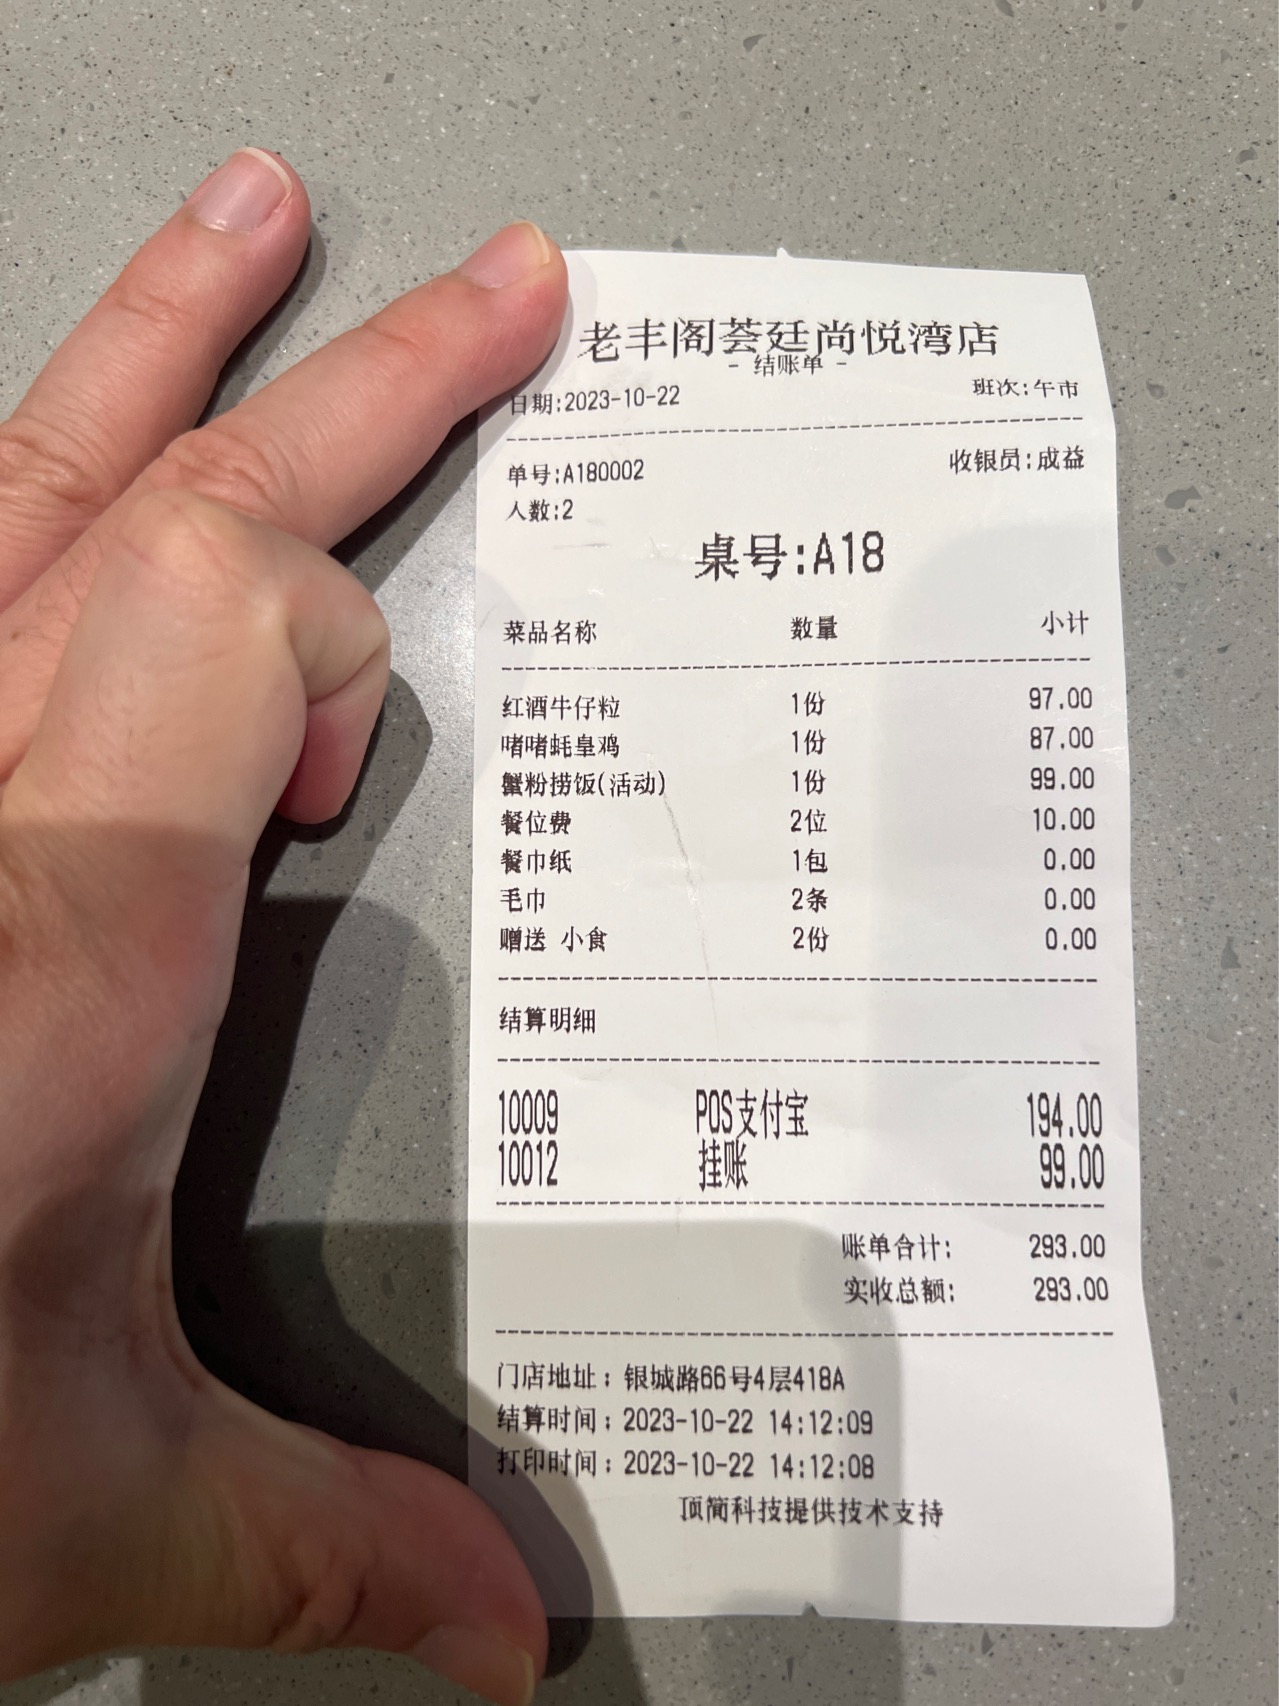 老丰阁荟廷尚悦湾店
- 结账单 -
日期:2023-10-22 班次:午市
单号:A180002 收银员:成益
人数:2
桌号:A18
菜品名称 数量 小计
红酒牛仔粒 1份 97.00
啫啫蚝皇鸡 1份 87.00
蟹粉捞饭(活动) 1份 99.00
餐位费 2位 10.00
餐巾纸 1包 0.00
毛巾 2条 0.00
赠送 小食 2份 0.00
结算明细
10009 POS支付宝 194.00
10012 挂账 99.00
账单合计: 293.00
实收总额: 293.00
门店地址: 银城路66号4层418A
结算时间: 2023-10-22 14:12:09
打印时间: 2023-10-22 14:12:08
顶简科技提供技术支持